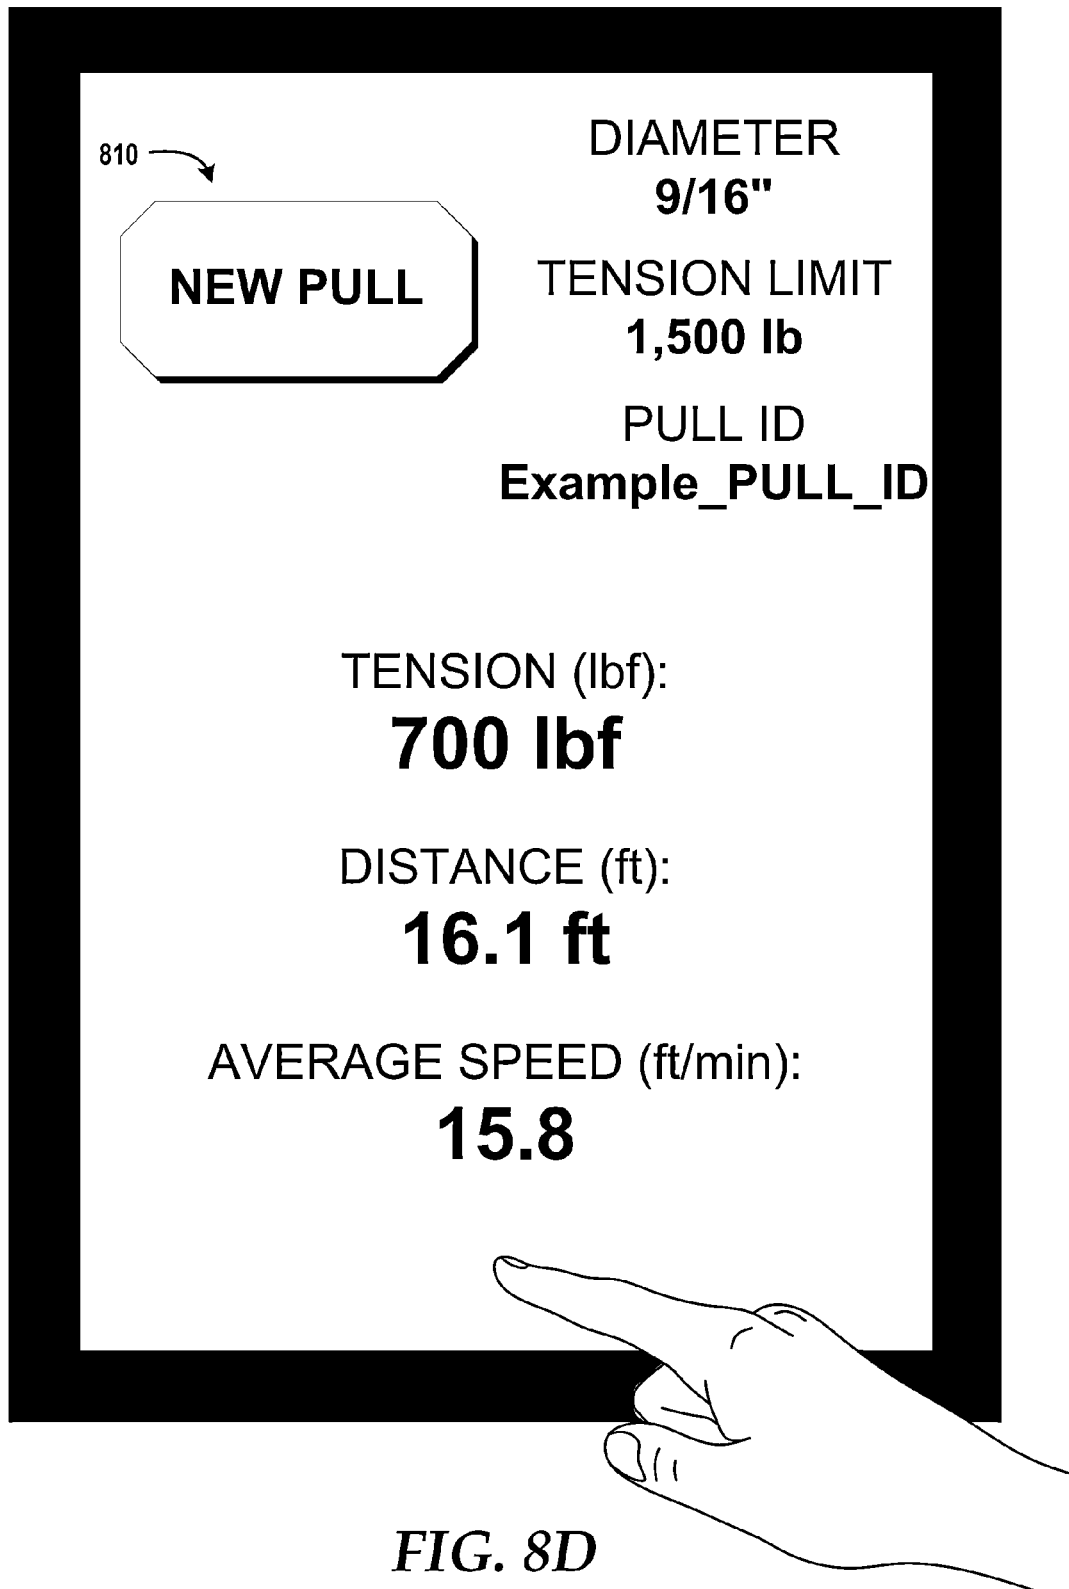 810
NEW PULL
DIAMETER
9/16"
TENSION LIMIT
1,500 lb
PULL ID
Example_PULL_ID
TENSION (lbf):
700 lbf
DISTANCE (ft):
16.1 ft
AVERAGE SPEED (ft/min):
15.8
FIG. 8D